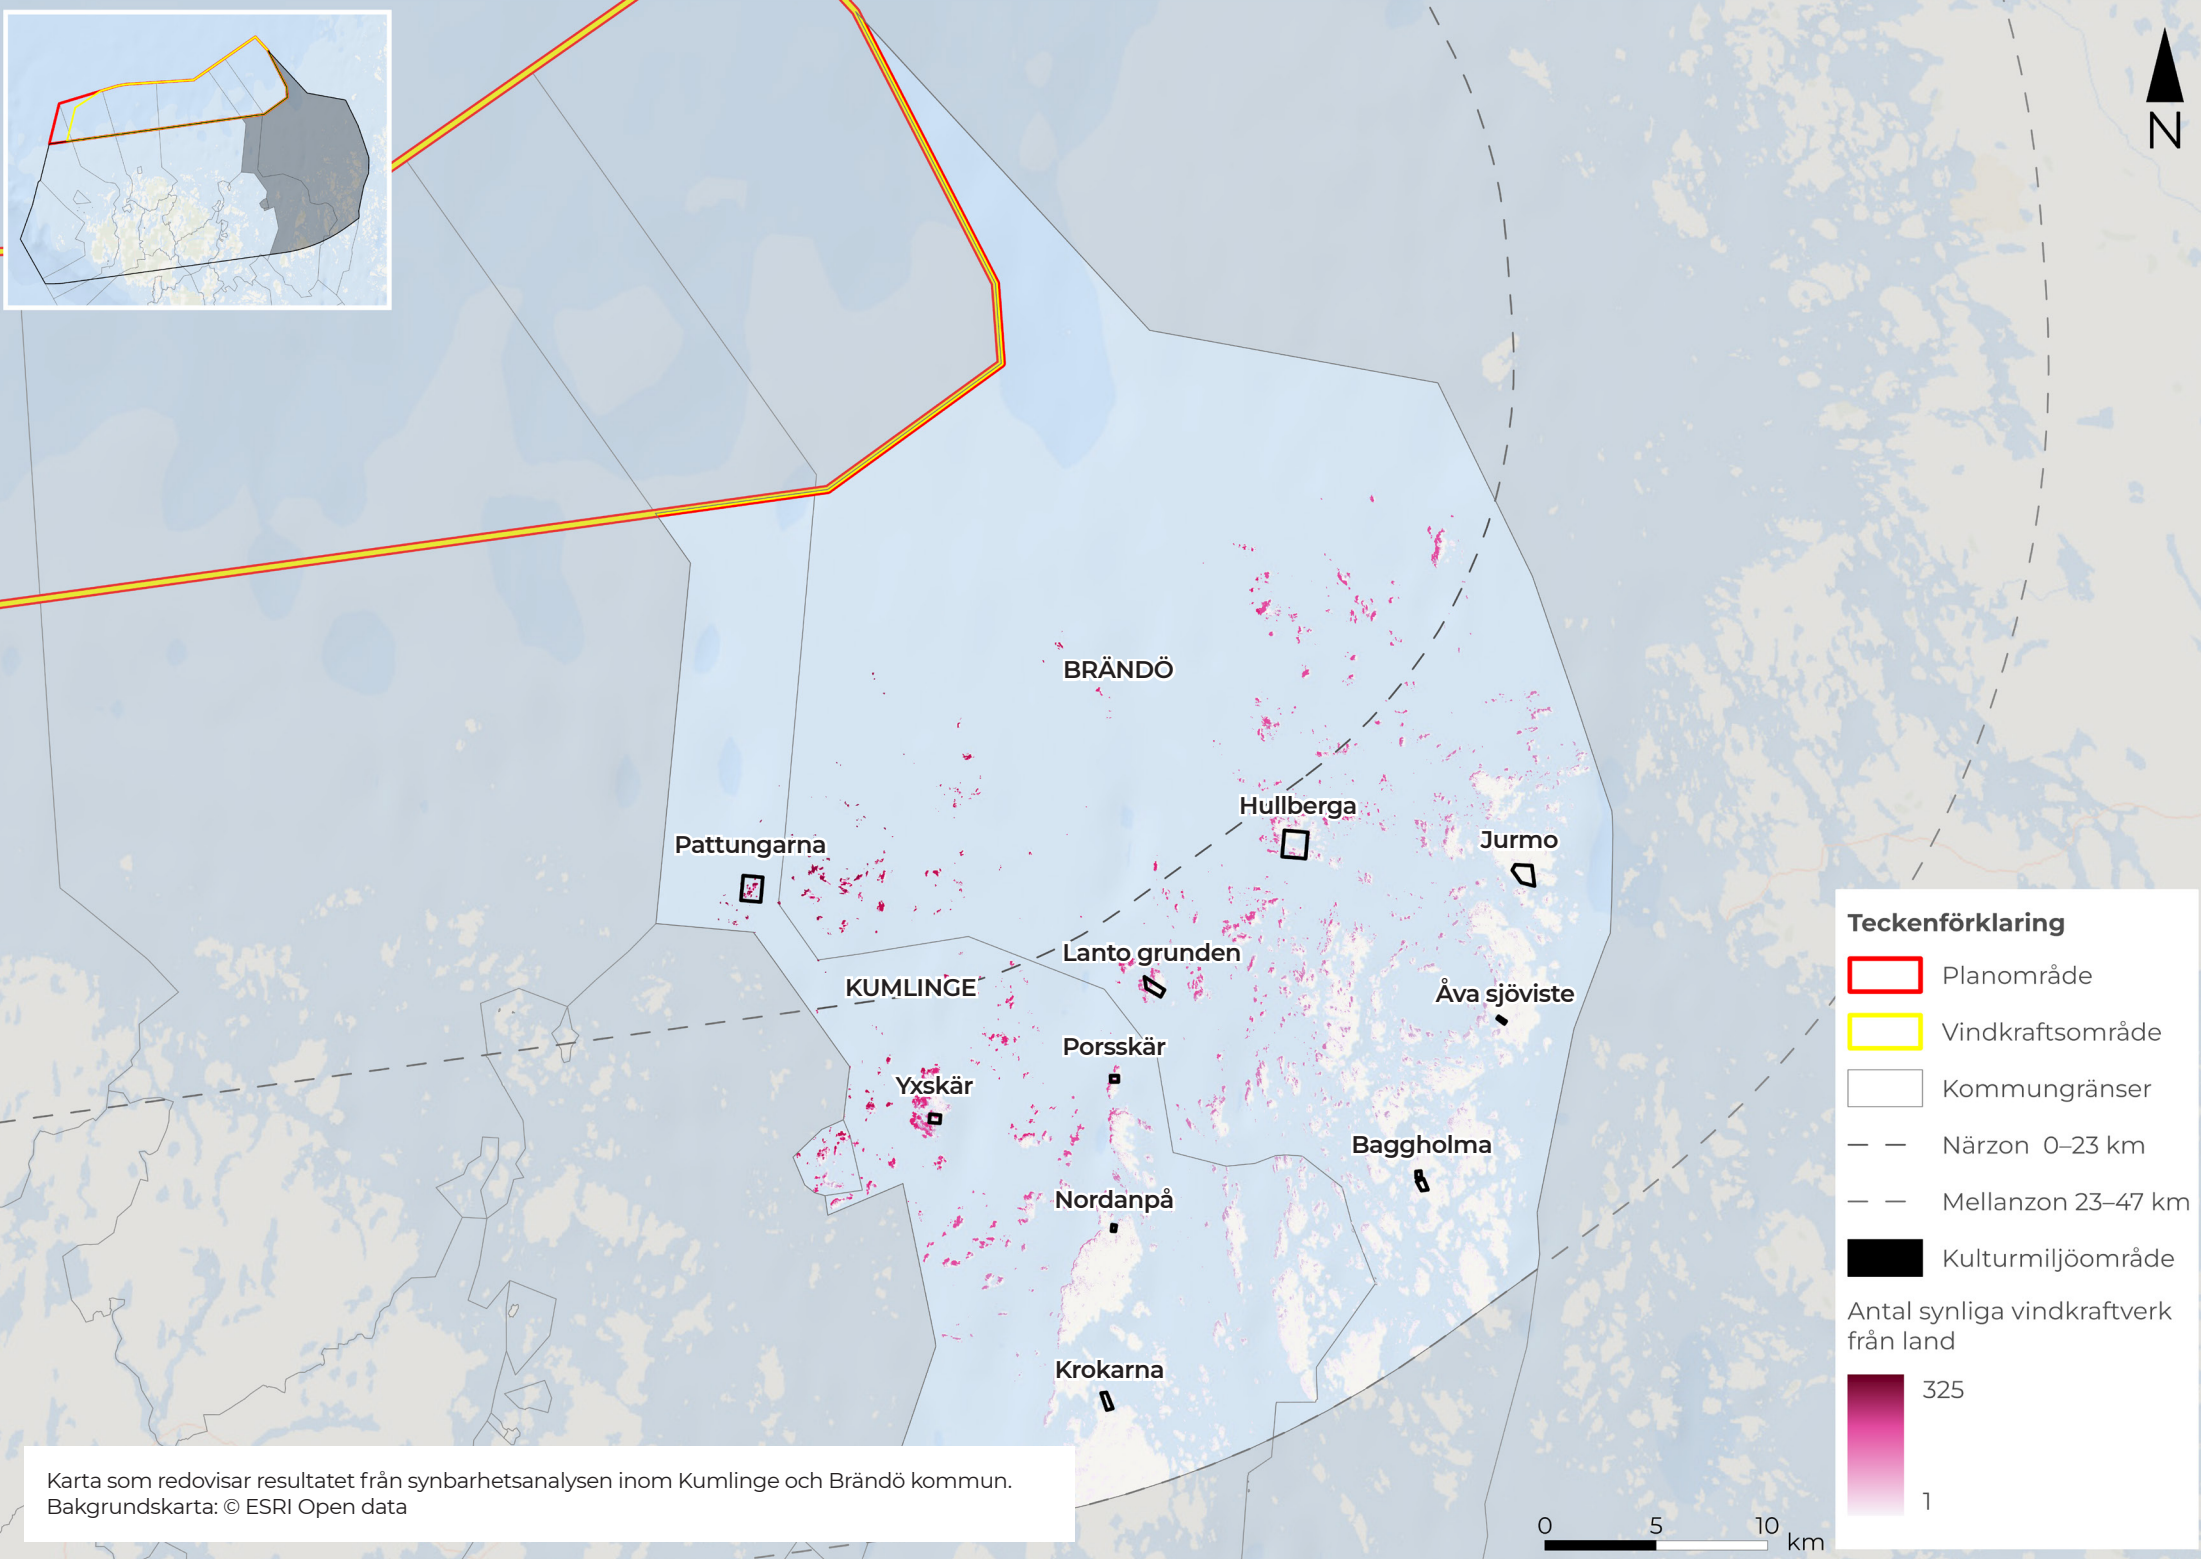 N
BRÄNDÖ
Hullberga
Pattungarna
Jurmo
Lanto grunden
KUMLINGE
Åva sjöviste
Porsskär
Yxskär
Baggholma
Nordanpå
Krokarna
Teckenförklaring
Planområde
Vindkraftsområde
Kommungränser
Närzon 0–23 km
Mellanzon 23–47 km
Kulturmiljöområde
Antal synliga vindkraftverk
från land
325
1
Karta som redovisar resultatet från synbarhetsanalysen inom Kumlinge och Brändö kommun.
Bakgrundskarta: © ESRI Open data
0 5 10 km